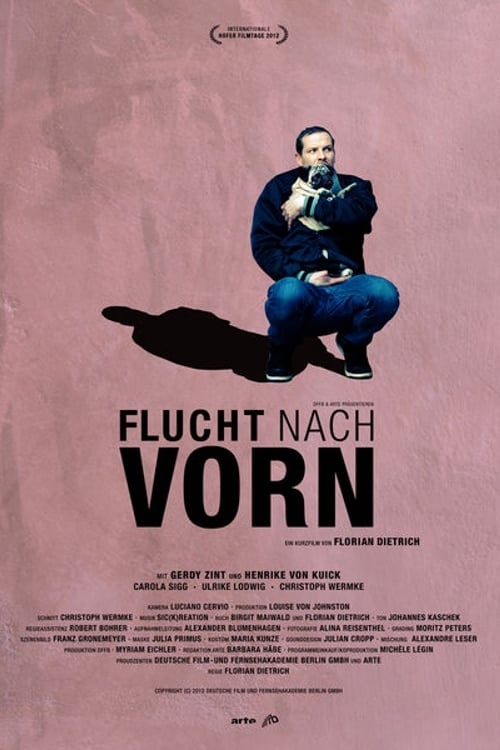 INTERNATIONALE
HOFER FILMTAGE 2012
DFFB & ARTE PRÄSENTIEREN
FLUCHT NACH
VORN
EIN KURZFILM VON FLORIAN DIETRICH
MIT GERDY ZINT UND HENRIKE VON KUICK
CAROLA SIGG · ULRIKE LUDWIG · CHRISTOPH WERMKE
KAMERA LUCIANO CERVIO · PRODUKTION LOUISE VON JOHNSTON
SCHNITT CHRISTOPH WERMKE · MUSIK SIC(K)REATION · BUCH BIRGIT MAIWALD UND FLORIAN DIETRICH · TON JOHANNES KASCHEK
REGIEASSISTENZ ROBERT BOHRER · AUFNAHMELEITUNG ALEXANDER BLUMENHAGEN · FOTOGRAFIE ALINA REISENTHEL · GRADING MORITZ PETERS
SZENENBILD FRANZ GRONEMEYER · MASKE JULIA PRIMUS · KOSTÜM MARIA KUNZE · SOUNDDESIGN JULIAN CROPP · MISCHUNG ALEXANDRE LESER
PRODUKTION DFFB · MYRIAM EICHLER · REDAKTION ARTE BARBARA HÄBE · PROGRAMMEINKAUF/KOPRODUKTION MICHÈLE LÉGIN
PROUSZENTEN DEUTSCHE FILM-UND FERNSEHAKADEMIE BERLIN GMBH UND ARTE
REGIE FLORIAN DIETRICH
COPYRIGHT (C) 2012 DEUTSCHE FILM UND FERNSEHAKADEMIE BERLIN GMBH
arte dffb